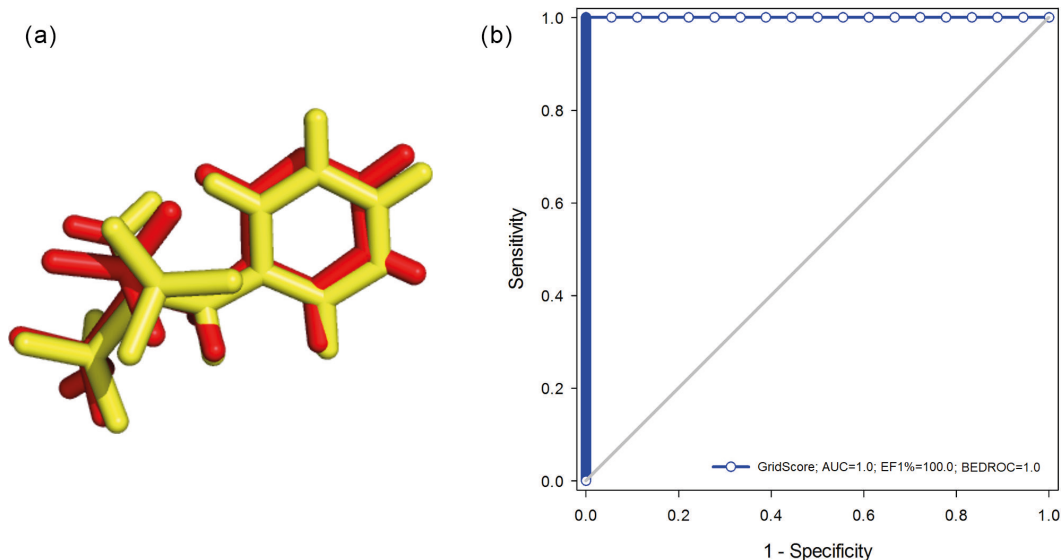 (a)
(b)
1.0
0.8
0.6
0.4
0.2
0.0
Sensitivity
GridScore; AUC=1.0; EF1%=100.0; BEDROC=1.0
0.0 0.2 0.4 0.6 0.8 1.0
1 - Specificity